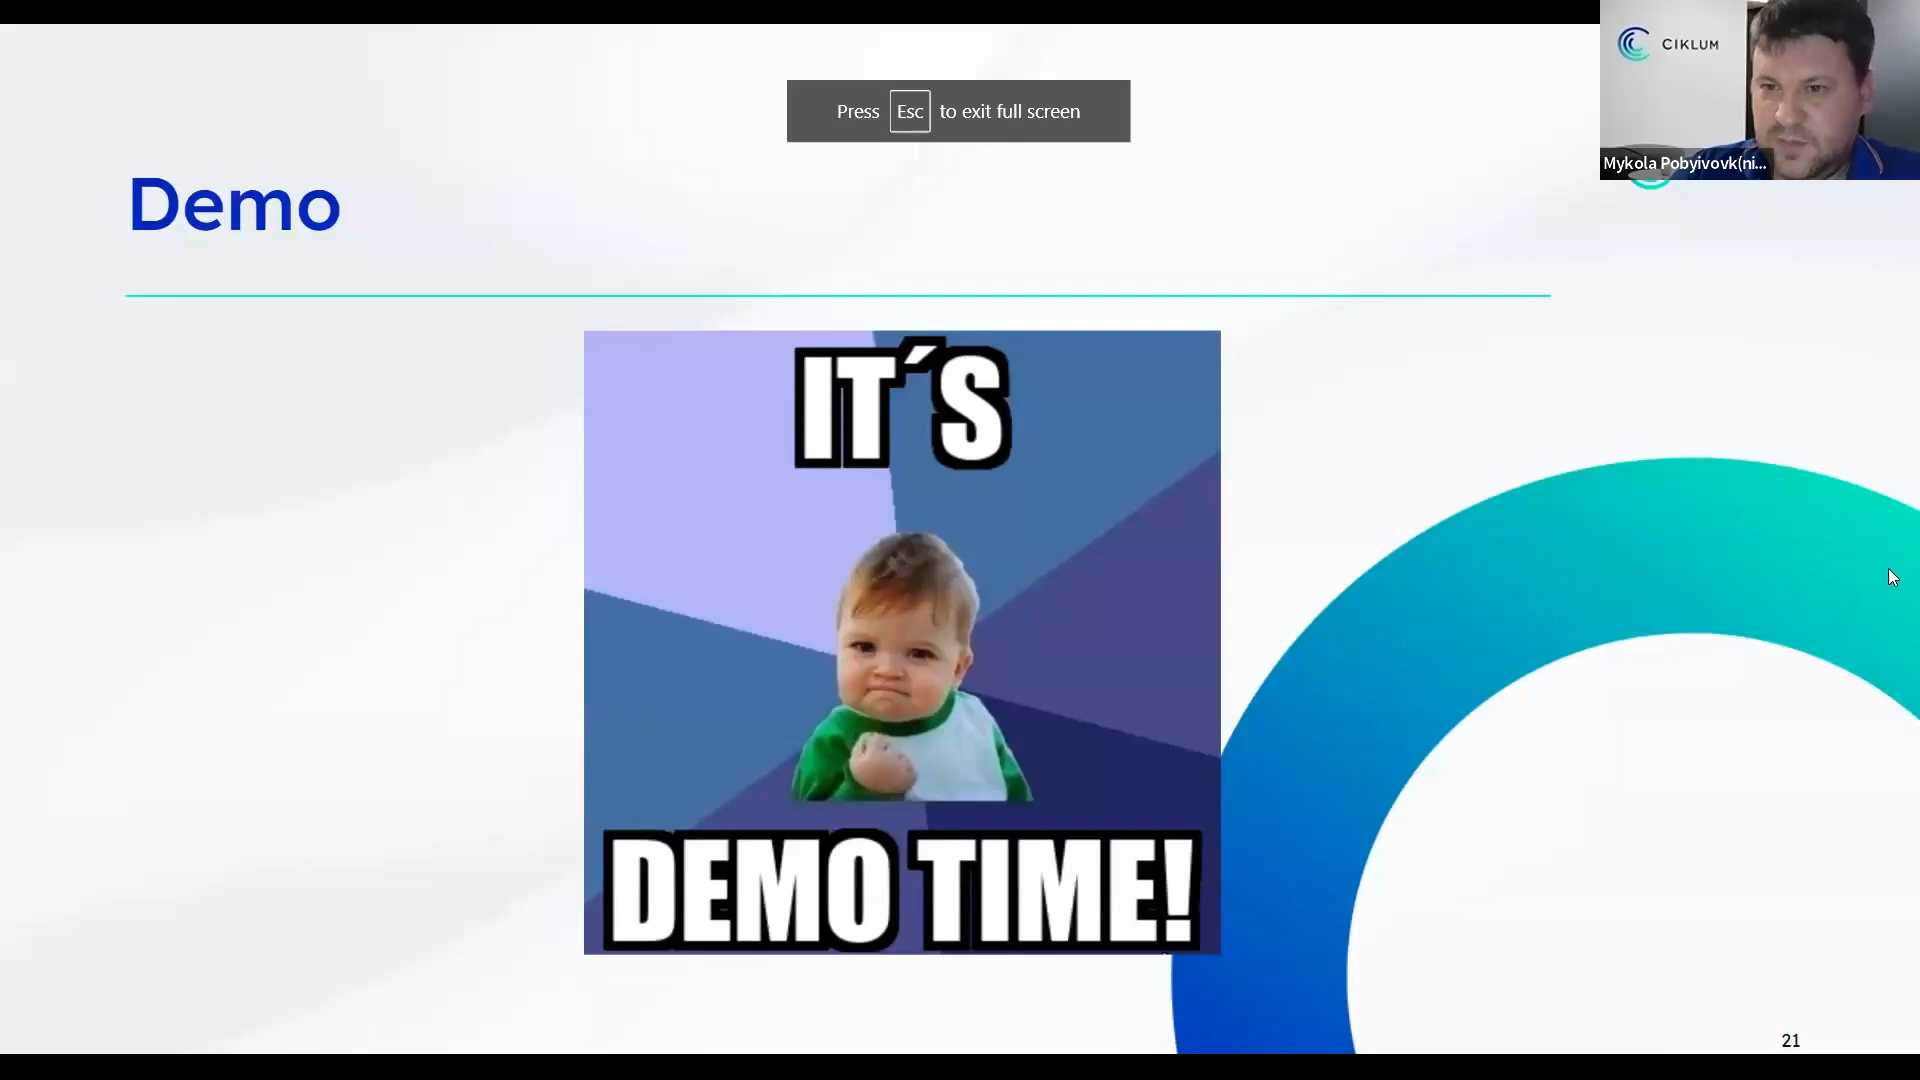 CIKLUM
Press Esc to exit full screen
Mykola Pobyivovk(ni...
Demo
IT´S
DEMO TIME!
21